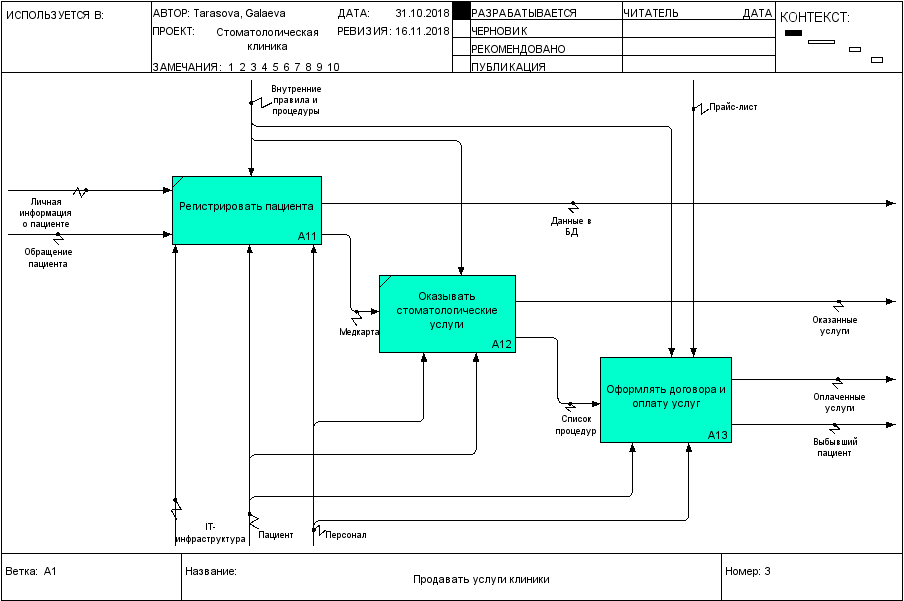 ИСПОЛЬЗУЕТСЯ В:
АВТОР: Tarasova, Galaeva
ДАТА: 31.10.2018
ПРОЕКТ: Стоматологическая
клиника
РЕВИЗИЯ: 16.11.2018
ЗАМЕЧАНИЯ: 1 2 3 4 5 6 7 8 9 10
РАЗРАБАТЫВАЕТСЯ
ЧЕРНОВИК
РЕКОМЕНДОВАНО
ПУБЛИКАЦИЯ
ЧИТАТЕЛЬ
ДАТА
КОНТЕКСТ:
Внутренние
правила и
процедуры
Прайс-лист
Личная
информация
о пациенте
Обращение
пациента
Регистрировать пациента
A11
Данные в
БД
Медкарта
Оказывать
стоматологические
услуги
A12
Оказанные
услуги
Список
процедур
Оформлять договора и
оплату услуг
A13
Оплаченные
услуги
Выбывший
пациент
IT-
инфраструктура
Пациент
Персонал
Ветка: A1
Название:
Продавать услуги клиники
Номер: 3